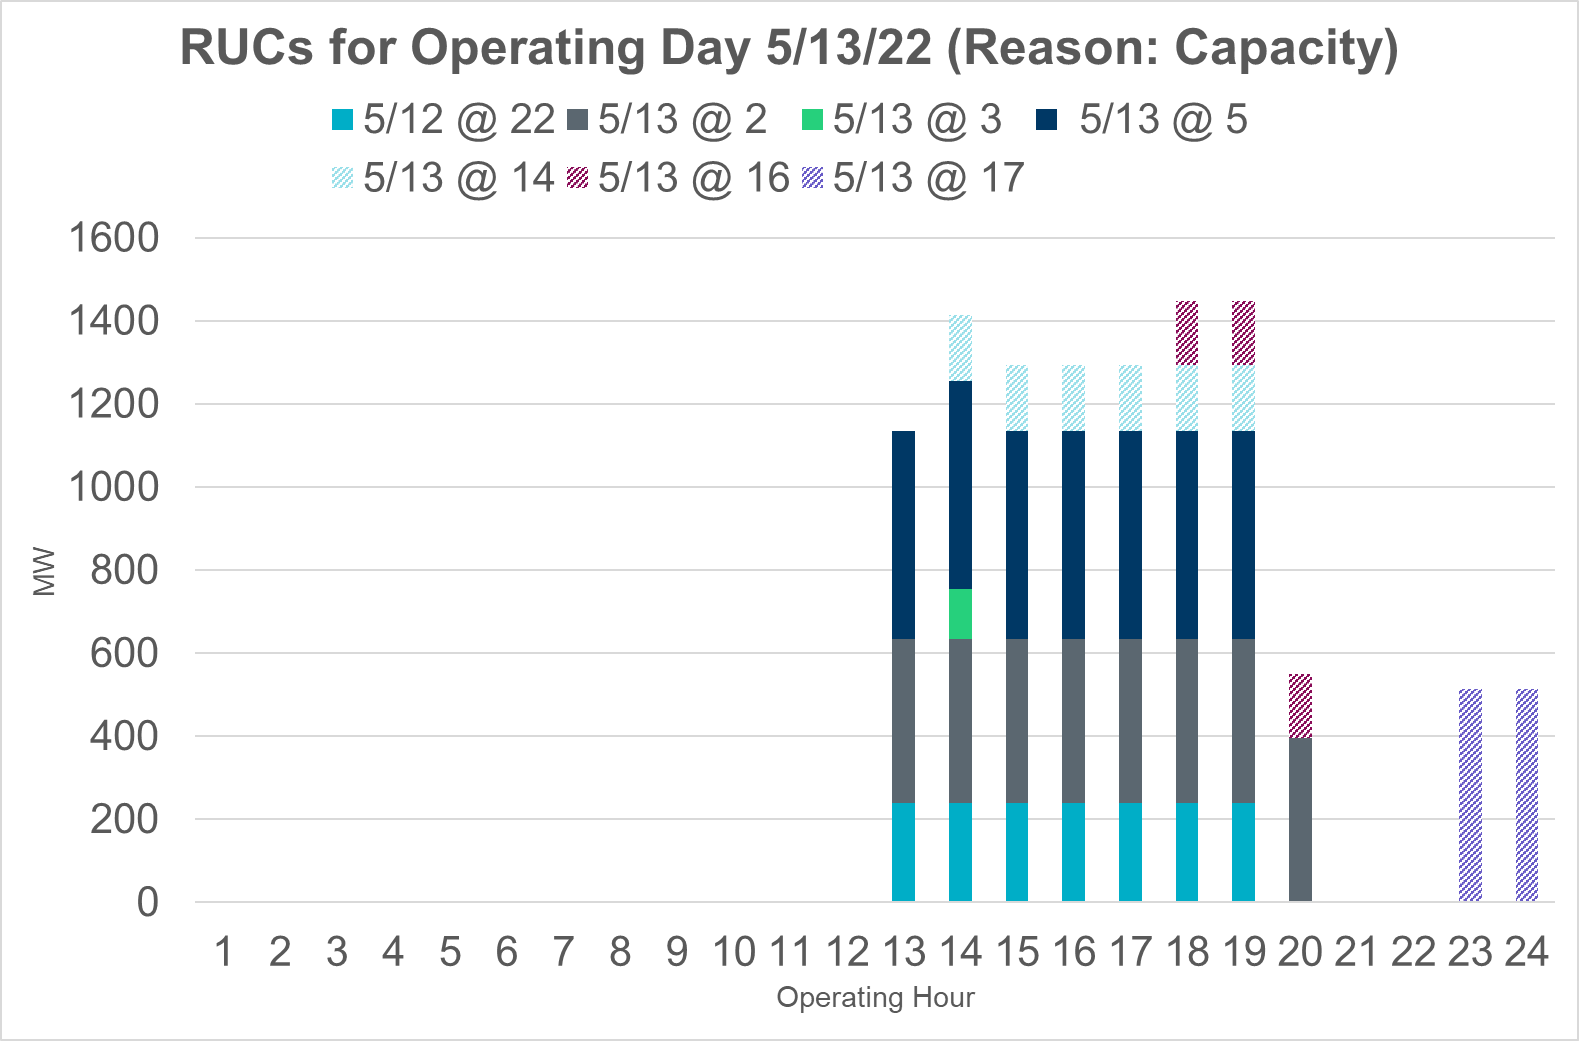 RUCs for Operating Day 5/13/22 (Reason: Capacity)
5/12 @ 22 5/13 @ 2 5/13 @ 3 5/13 @ 5
5/13 @ 14 5/13 @ 16 5/13 @ 17
1600
1400
1200
1000
800
600
400
200
0
MW
1 2 3 4 5 6 7 8 9 10 11 12 13 14 15 16 17 18 19 20 21 22 23 24
Operating Hour